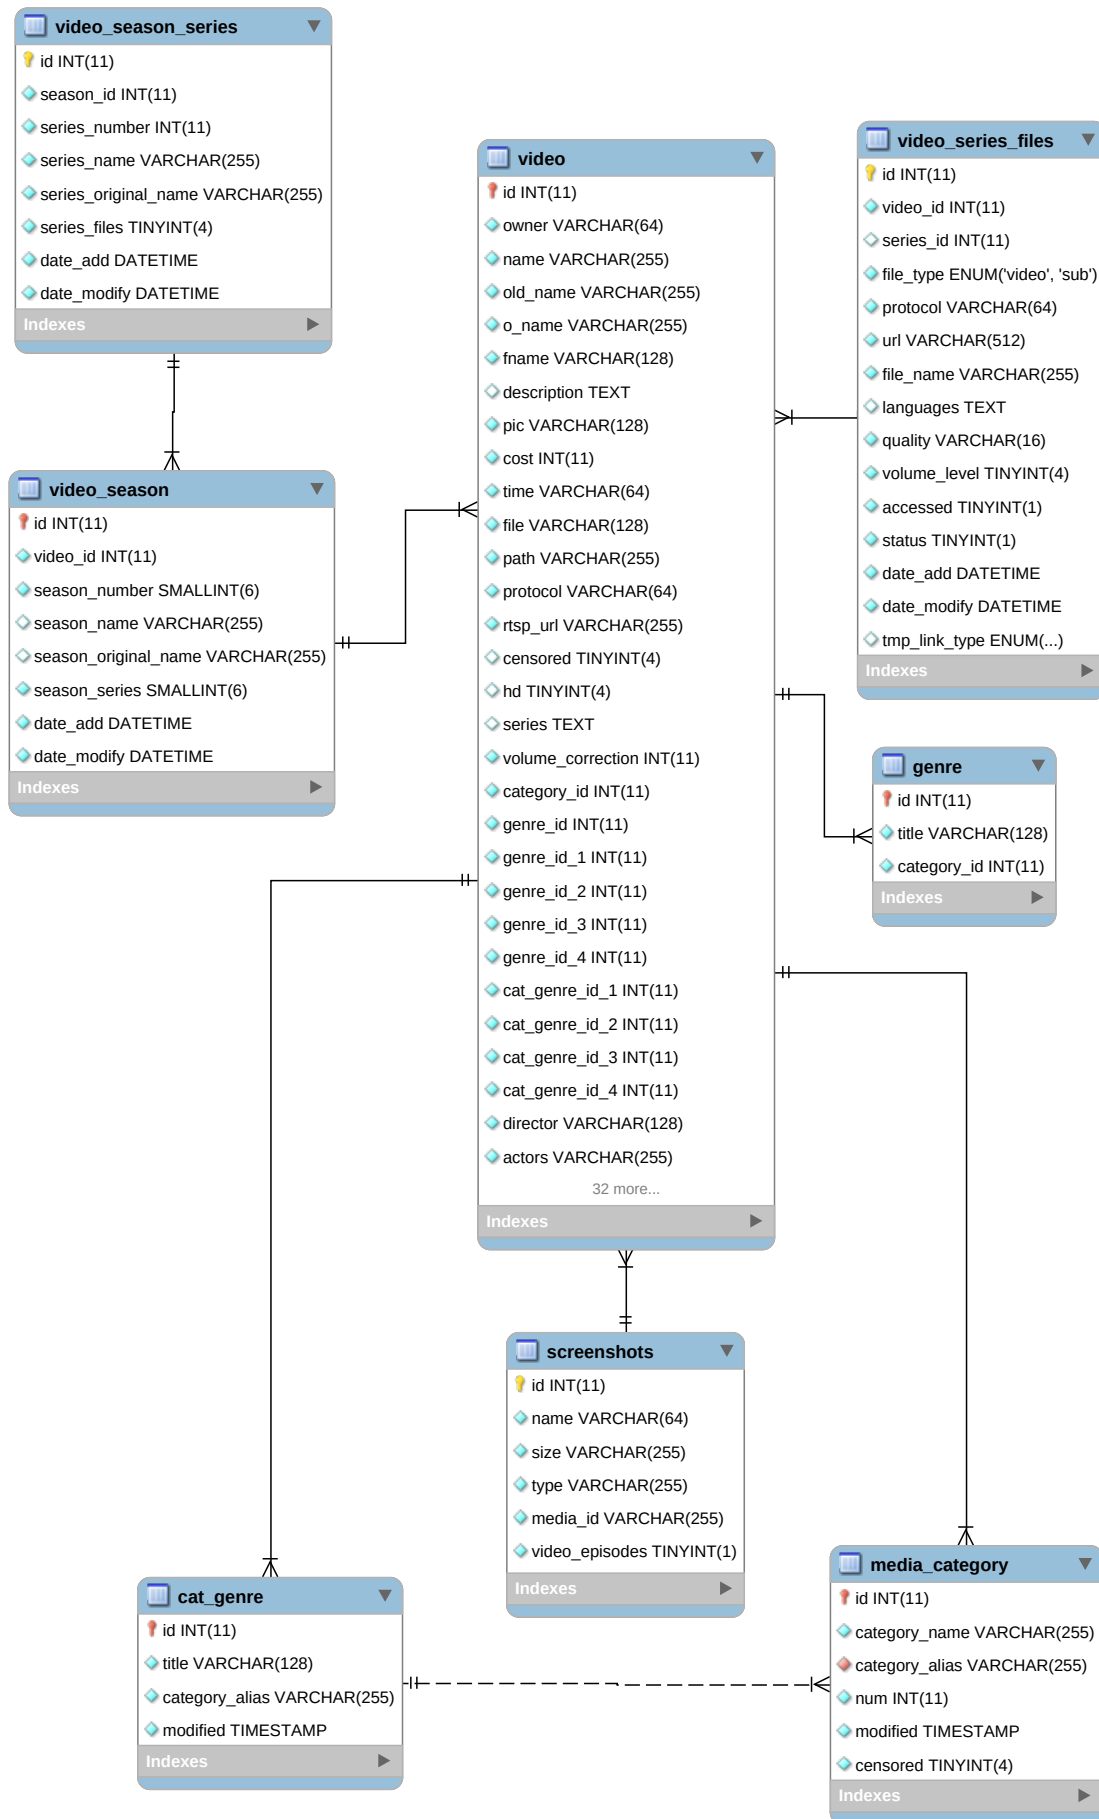 video_season_series
id INT(11)
season_id INT(11)
series_number INT(11)
series_name VARCHAR(255)
series_original_name VARCHAR(255)
series_files TINYINT(4)
date_add DATETIME
date_modify DATETIME
Indexes
video_season
id INT(11)
video_id INT(11)
season_number SMALLINT(6)
season_name VARCHAR(255)
season_original_name VARCHAR(255)
season_series SMALLINT(6)
date_add DATETIME
date_modify DATETIME
Indexes
video
id INT(11)
owner VARCHAR(64)
name VARCHAR(255)
old_name VARCHAR(255)
o_name VARCHAR(255)
fname VARCHAR(128)
description TEXT
pic VARCHAR(128)
cost INT(11)
time VARCHAR(64)
file VARCHAR(128)
path VARCHAR(255)
protocol VARCHAR(64)
rtsp_url VARCHAR(255)
censored TINYINT(4)
hd TINYINT(4)
series TEXT
volume_correction INT(11)
category_id INT(11)
genre_id INT(11)
genre_id_1 INT(11)
genre_id_2 INT(11)
genre_id_3 INT(11)
genre_id_4 INT(11)
cat_genre_id_1 INT(11)
cat_genre_id_2 INT(11)
cat_genre_id_3 INT(11)
cat_genre_id_4 INT(11)
director VARCHAR(128)
actors VARCHAR(255)
32 more...
Indexes
video_series_files
id INT(11)
video_id INT(11)
series_id INT(11)
file_type ENUM('video', 'sub')
protocol VARCHAR(64)
url VARCHAR(512)
file_name VARCHAR(255)
languages TEXT
quality VARCHAR(16)
volume_level TINYINT(4)
accessed TINYINT(1)
status TINYINT(1)
date_add DATETIME
date_modify DATETIME
tmp_link_type ENUM(...)
Indexes
genre
id INT(11)
title VARCHAR(128)
category_id INT(11)
Indexes
screenshots
id INT(11)
name VARCHAR(64)
size VARCHAR(255)
type VARCHAR(255)
media_id VARCHAR(255)
video_episodes TINYINT(1)
Indexes
cat_genre
id INT(11)
title VARCHAR(128)
category_alias VARCHAR(255)
modified TIMESTAMP
Indexes
media_category
id INT(11)
category_name VARCHAR(255)
category_alias VARCHAR(255)
num INT(11)
modified TIMESTAMP
censored TINYINT(4)
Indexes